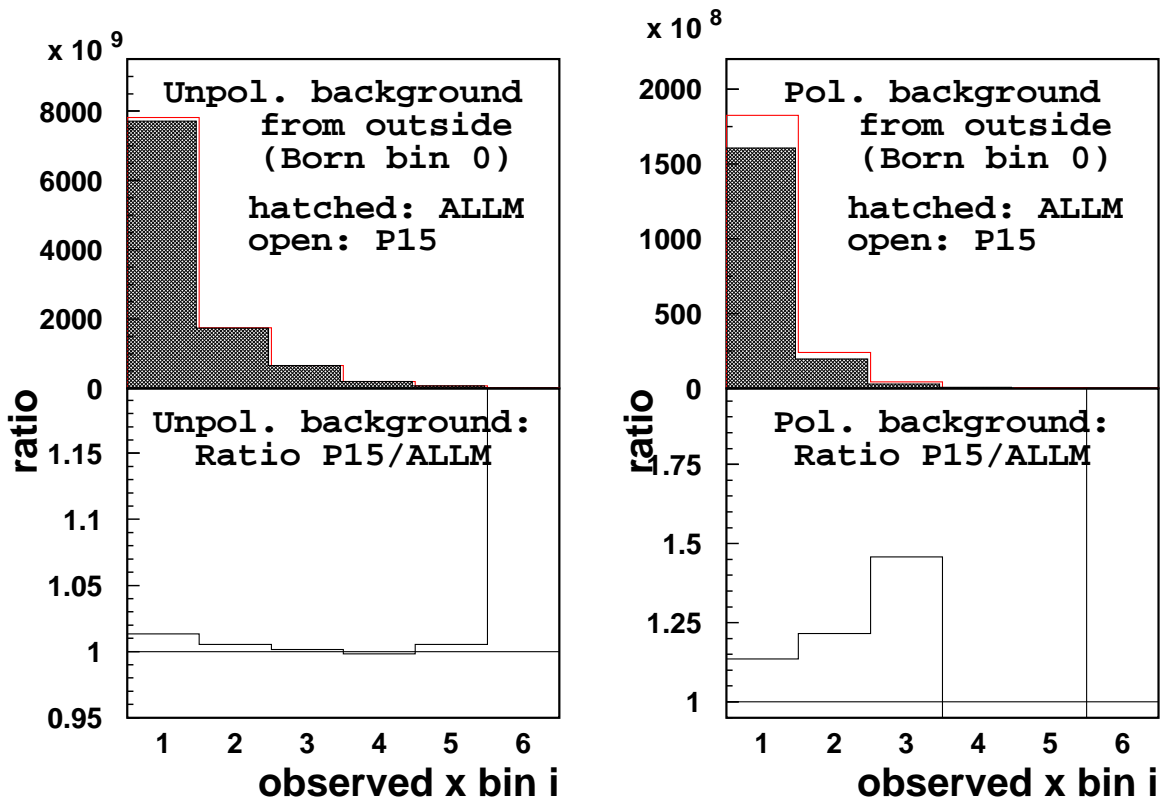 x 10 9
Unpol. background
from outside
(Born bin 0)
hatched: ALLM
open: P15
8000
6000
4000
2000
0
Unpol. background:
Ratio P15/ALLM
ratio
1.15
1.1
1.05
1
0.95
1 2 3 4 5 6
observed x bin i
x 10 8
Pol. background
from outside
(Born bin 0)
hatched: ALLM
open: P15
2000
1500
1000
500
0
Pol. background:
Ratio P15/ALLM
ratio
1.75
1.5
1.25
1
1 2 3 4 5 6
observed x bin i